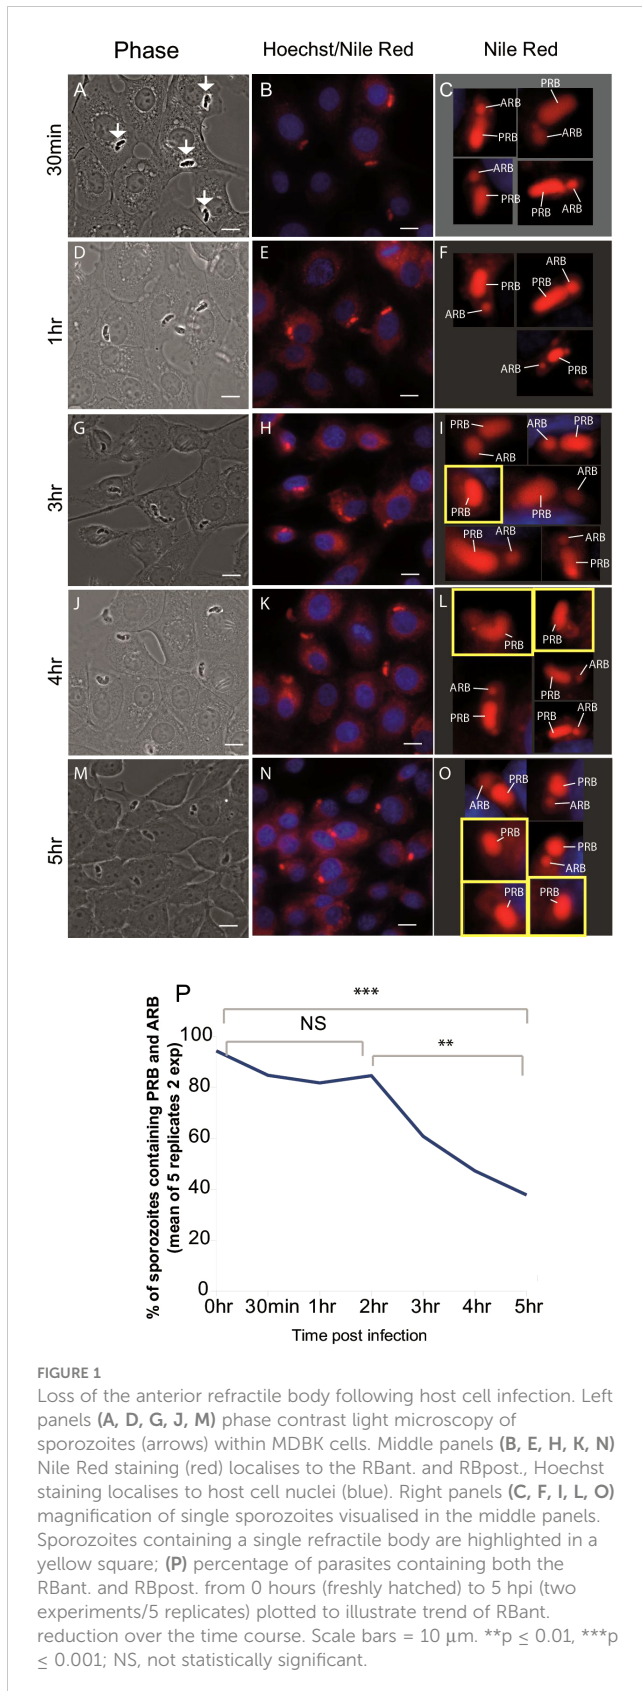 Phase
Hoechst/Nile Red
Nile Red
30min
A
B
C
ARB
PRB
PRB
ARB
ARB
PRB
PRB
ARB
1hr
D
E
F
PRB
ARB
ARB
PRB
ARB
PRB
3hr
G
H
I
PRB
ARB
ARB
PRB
PRB
ARB
PRB
PRB
ARB
ARB
PRB
4hr
J
K
L
PRB
PRB
ARB
PRB
ARB
PRB
ARB
PRB
5hr
M
N
O
ARB
PRB
PRB
ARB
PRB
PRB
ARB
PRB
PRB
P
***
NS
**
% of sporozoites containing PRB and ARB
(mean of 5 replicates 2 exp)
100
80
60
40
20
0
0hr 30min 1hr 2hr 3hr 4hr 5hr
Time post infection
FIGURE 1
Loss of the anterior refractile body following host cell infection. Left
panels (A, D, G, J, M) phase contrast light microscopy of
sporozoites (arrows) within MDBK cells. Middle panels (B, E, H, K, N)
Nile Red staining (red) localises to the RBant. and RBpost., Hoechst
staining localises to host cell nuclei (blue). Right panels (C, F, I, L, O)
magnification of single sporozoites visualised in the middle panels.
Sporozoites containing a single refractile body are highlighted in a
yellow square; (P) percentage of parasites containing both the
RBant. and RBpost. from 0 hours (freshly hatched) to 5 hpi (two
experiments/5 replicates) plotted to illustrate trend of RBant.
reduction over the time course. Scale bars = 10 μm. **p ≤ 0.01, ***p
≤ 0.001; NS, not statistically significant.